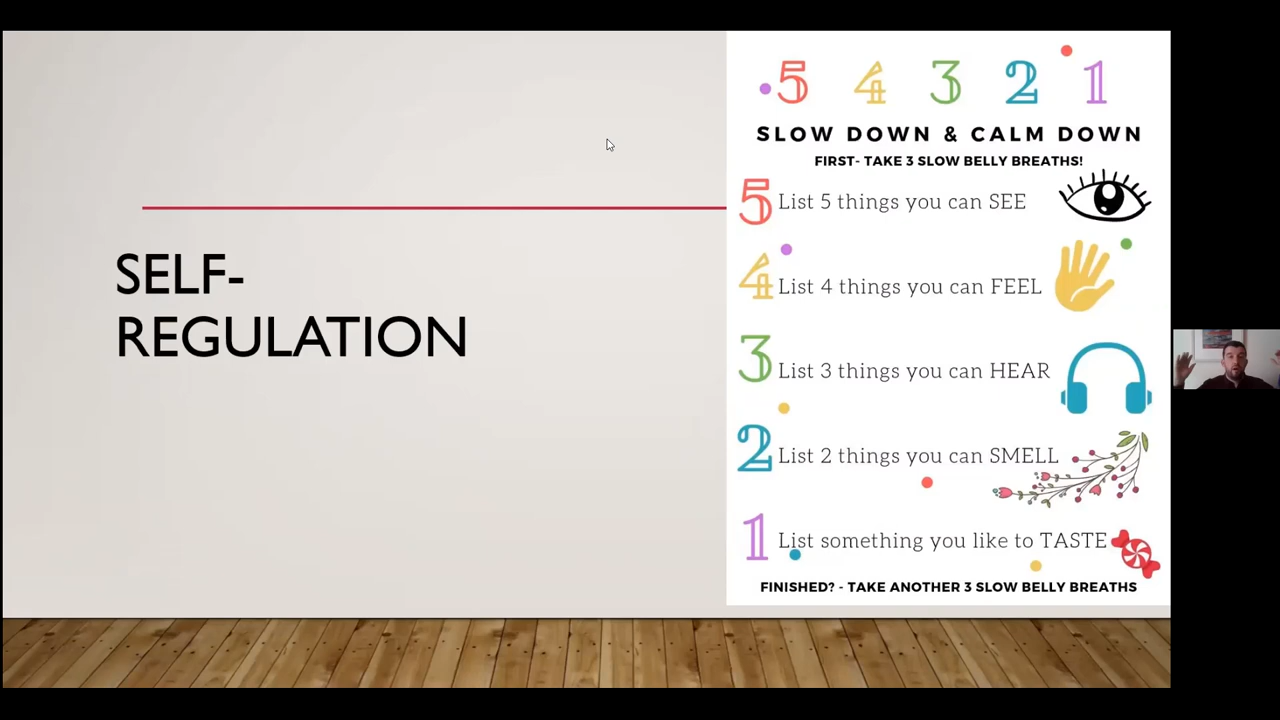 SELF-
REGULATION
5 4 3 2 1
SLOW DOWN & CALM DOWN
FIRST- TAKE 3 SLOW BELLY BREATHS!
5 List 5 things you can SEE
4 List 4 things you can FEEL
3 List 3 things you can HEAR
2 List 2 things you can SMELL
1 List something you like to TASTE
FINISHED? - TAKE ANOTHER 3 SLOW BELLY BREATHS